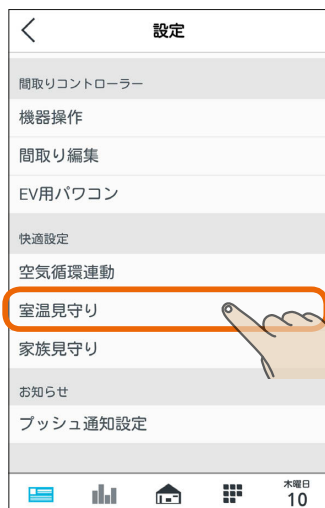 設定
間取りコントローラー
機器操作
間取り編集
EV用パワコン
快適設定
空気循環連動
室温見守り
家族見守り
お知らせ
プッシュ通知設定
木曜日
10